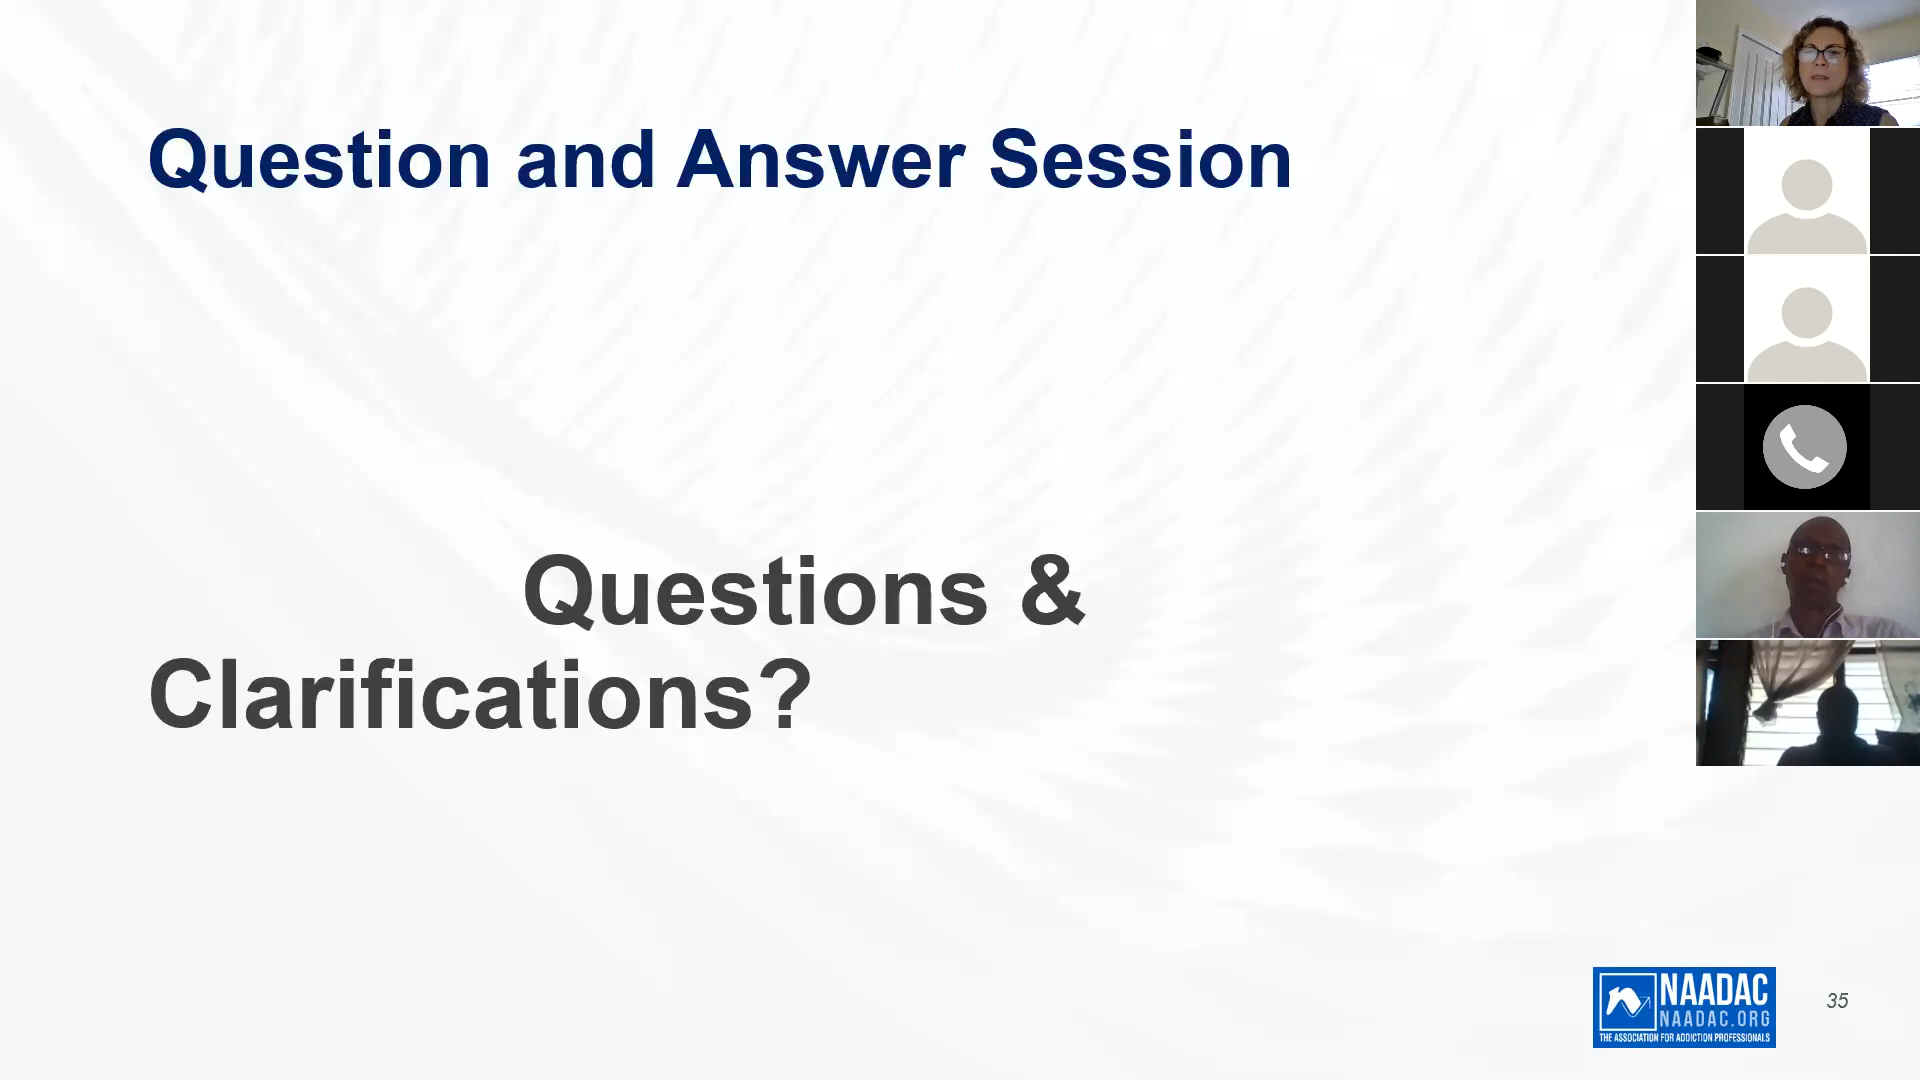 Question and Answer Session
Questions &
Clarifications?
NAADAC
NAADAC.ORG
THE ASSOCIATION FOR ADDICTION PROFESSIONALS
35